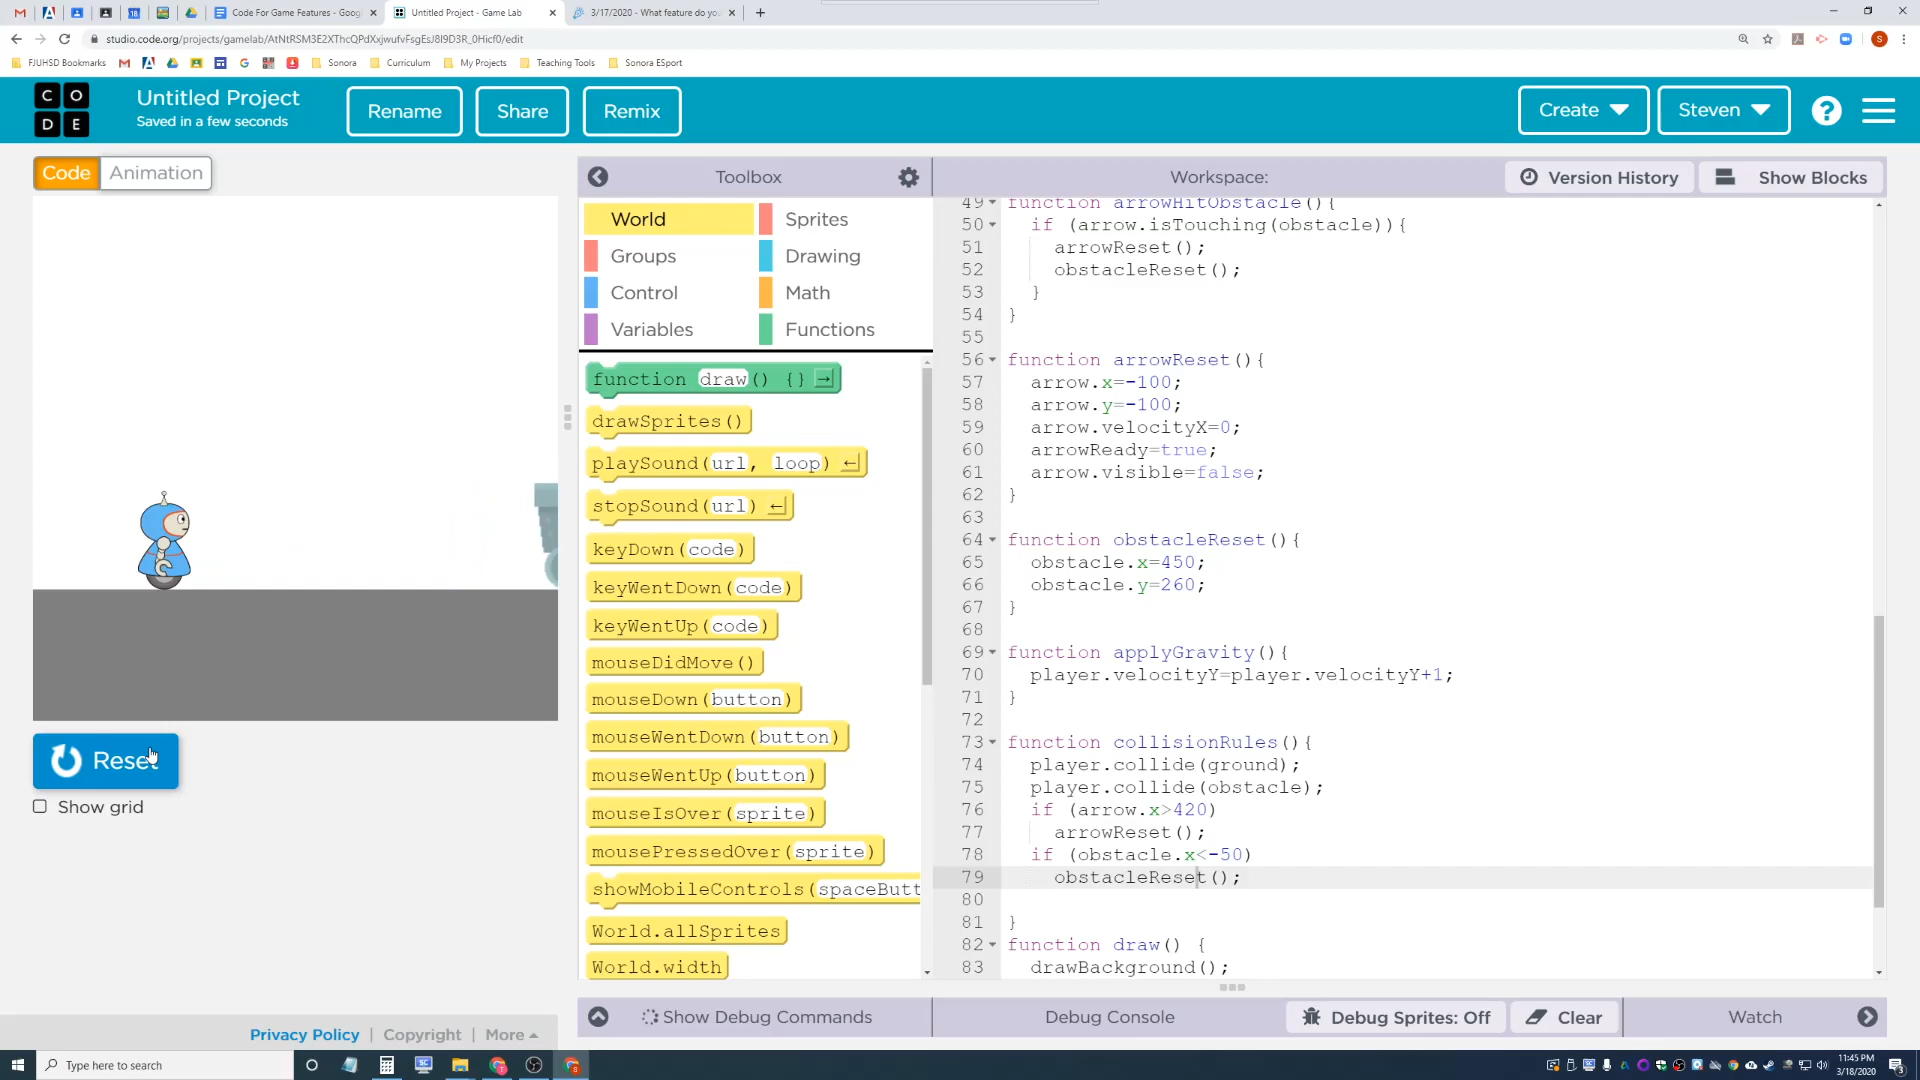 Code For Game Features - Goog
Untitled Project - Game Lab
3/17/2020 - What feature do yo
studio.code.org/projects/gamelab/AtNtRSM3E2XThcQPdXxjwufvFsgEsJ8I9D3R_0Hicf0/edit
FJUHSD Bookmarks
Sonora
Curriculum
My Projects
Teaching Tools
Sonora ESport
CODE
Untitled Project
Saved in a few seconds
Rename
Share
Remix
Create
Steven
?
Code
Animation
Toolbox
Workspace:
Version History
Show Blocks
World
Sprites
Groups
Drawing
Control
Math
Variables
Functions
function draw() {}
drawSprites()
playSound(url, loop)
stopSound(url)
keyDown(code)
keyWentDown(code)
keyWentUp(code)
mouseDidMove()
mouseDown(button)
mouseWentDown(button)
mouseWentUp(button)
mouseIsOver(sprite)
mousePressedOver(sprite)
showMobileControls(spaceButt
World.allSprites
World.width
49 function arrowHitObstacle(){
50 if (arrow.isTouching(obstacle)){
51 arrowReset();
52 obstacleReset();
53 }
54 }
55
56 function arrowReset(){
57 arrow.x=-100;
58 arrow.y=-100;
59 arrow.velocityX=0;
60 arrowReady=true;
61 arrow.visible=false;
62 }
63
64 function obstacleReset(){
65 obstacle.x=450;
66 obstacle.y=260;
67 }
68
69 function applyGravity(){
70 player.velocityY=player.velocityY+1;
71 }
72
73 function collisionRules(){
74 player.collide(ground);
75 player.collide(obstacle);
76 if (arrow.x>420)
77 arrowReset();
78 if (obstacle.x<-50)
79 obstacleReset();
80
81 }
82 function draw() {
83 drawBackground();
Reset
Show grid
Privacy Policy | Copyright | More
Show Debug Commands
Debug Console
Debug Sprites: Off
Clear
Watch
Type here to search
11:45 PM
3/18/2020